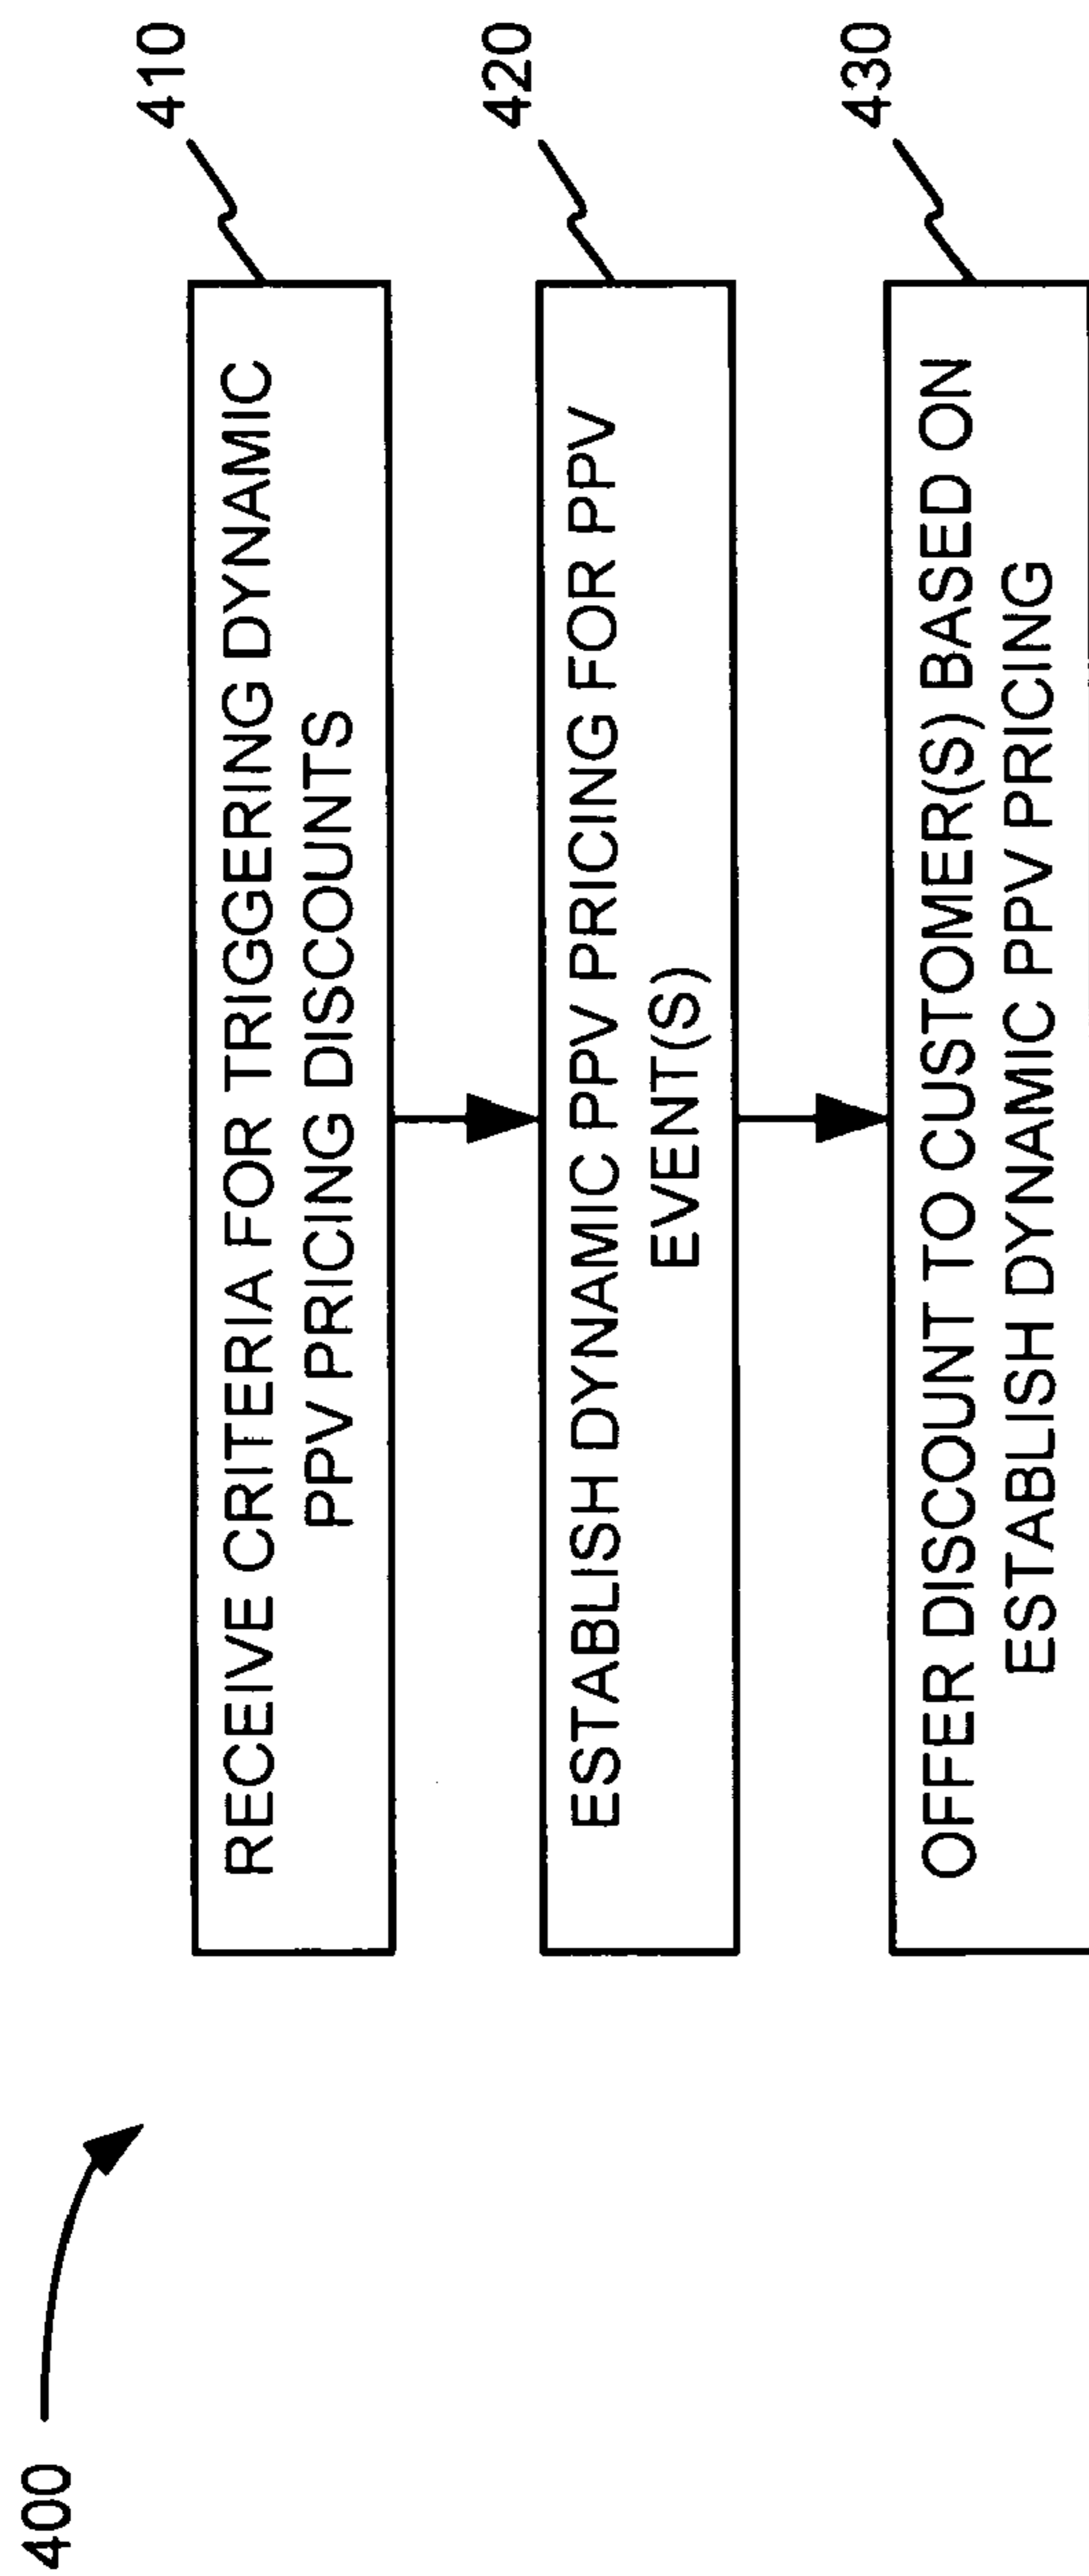 400
RECEIVE CRITERIA FOR TRIGGERING DYNAMIC
PPV PRICING DISCOUNTS
410
ESTABLISH DYNAMIC PPV PRICING FOR PPV
EVENT(S)
420
OFFER DISCOUNT TO CUSTOMER(S) BASED ON
ESTABLISH DYNAMIC PPV PRICING
430